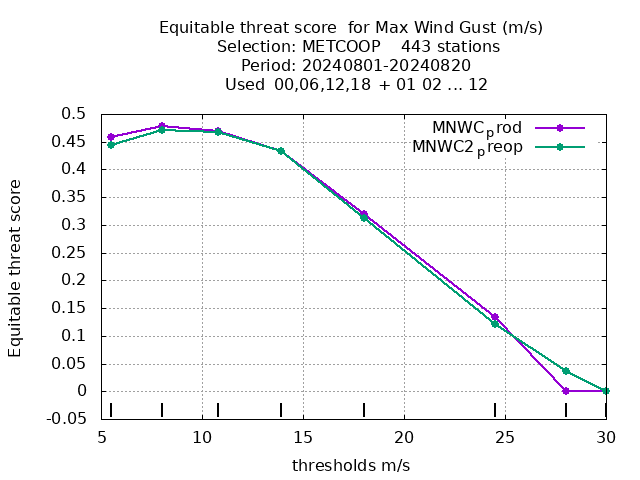 Equitable threat score  for Max Wind Gust (m/s)
Selection: METCOOP    443 stations
Period: 20240801-20240820
Used  00,06,12,18 + 01 02 ... 12
MNWCprod
MNWC2preop
0.5
0.45
0.4
0.35
0.3
0.25
0.2
0.15
0.1
0.05
0
-0.05
5 10 15 20 25 30
Equitable threat score
thresholds m/s